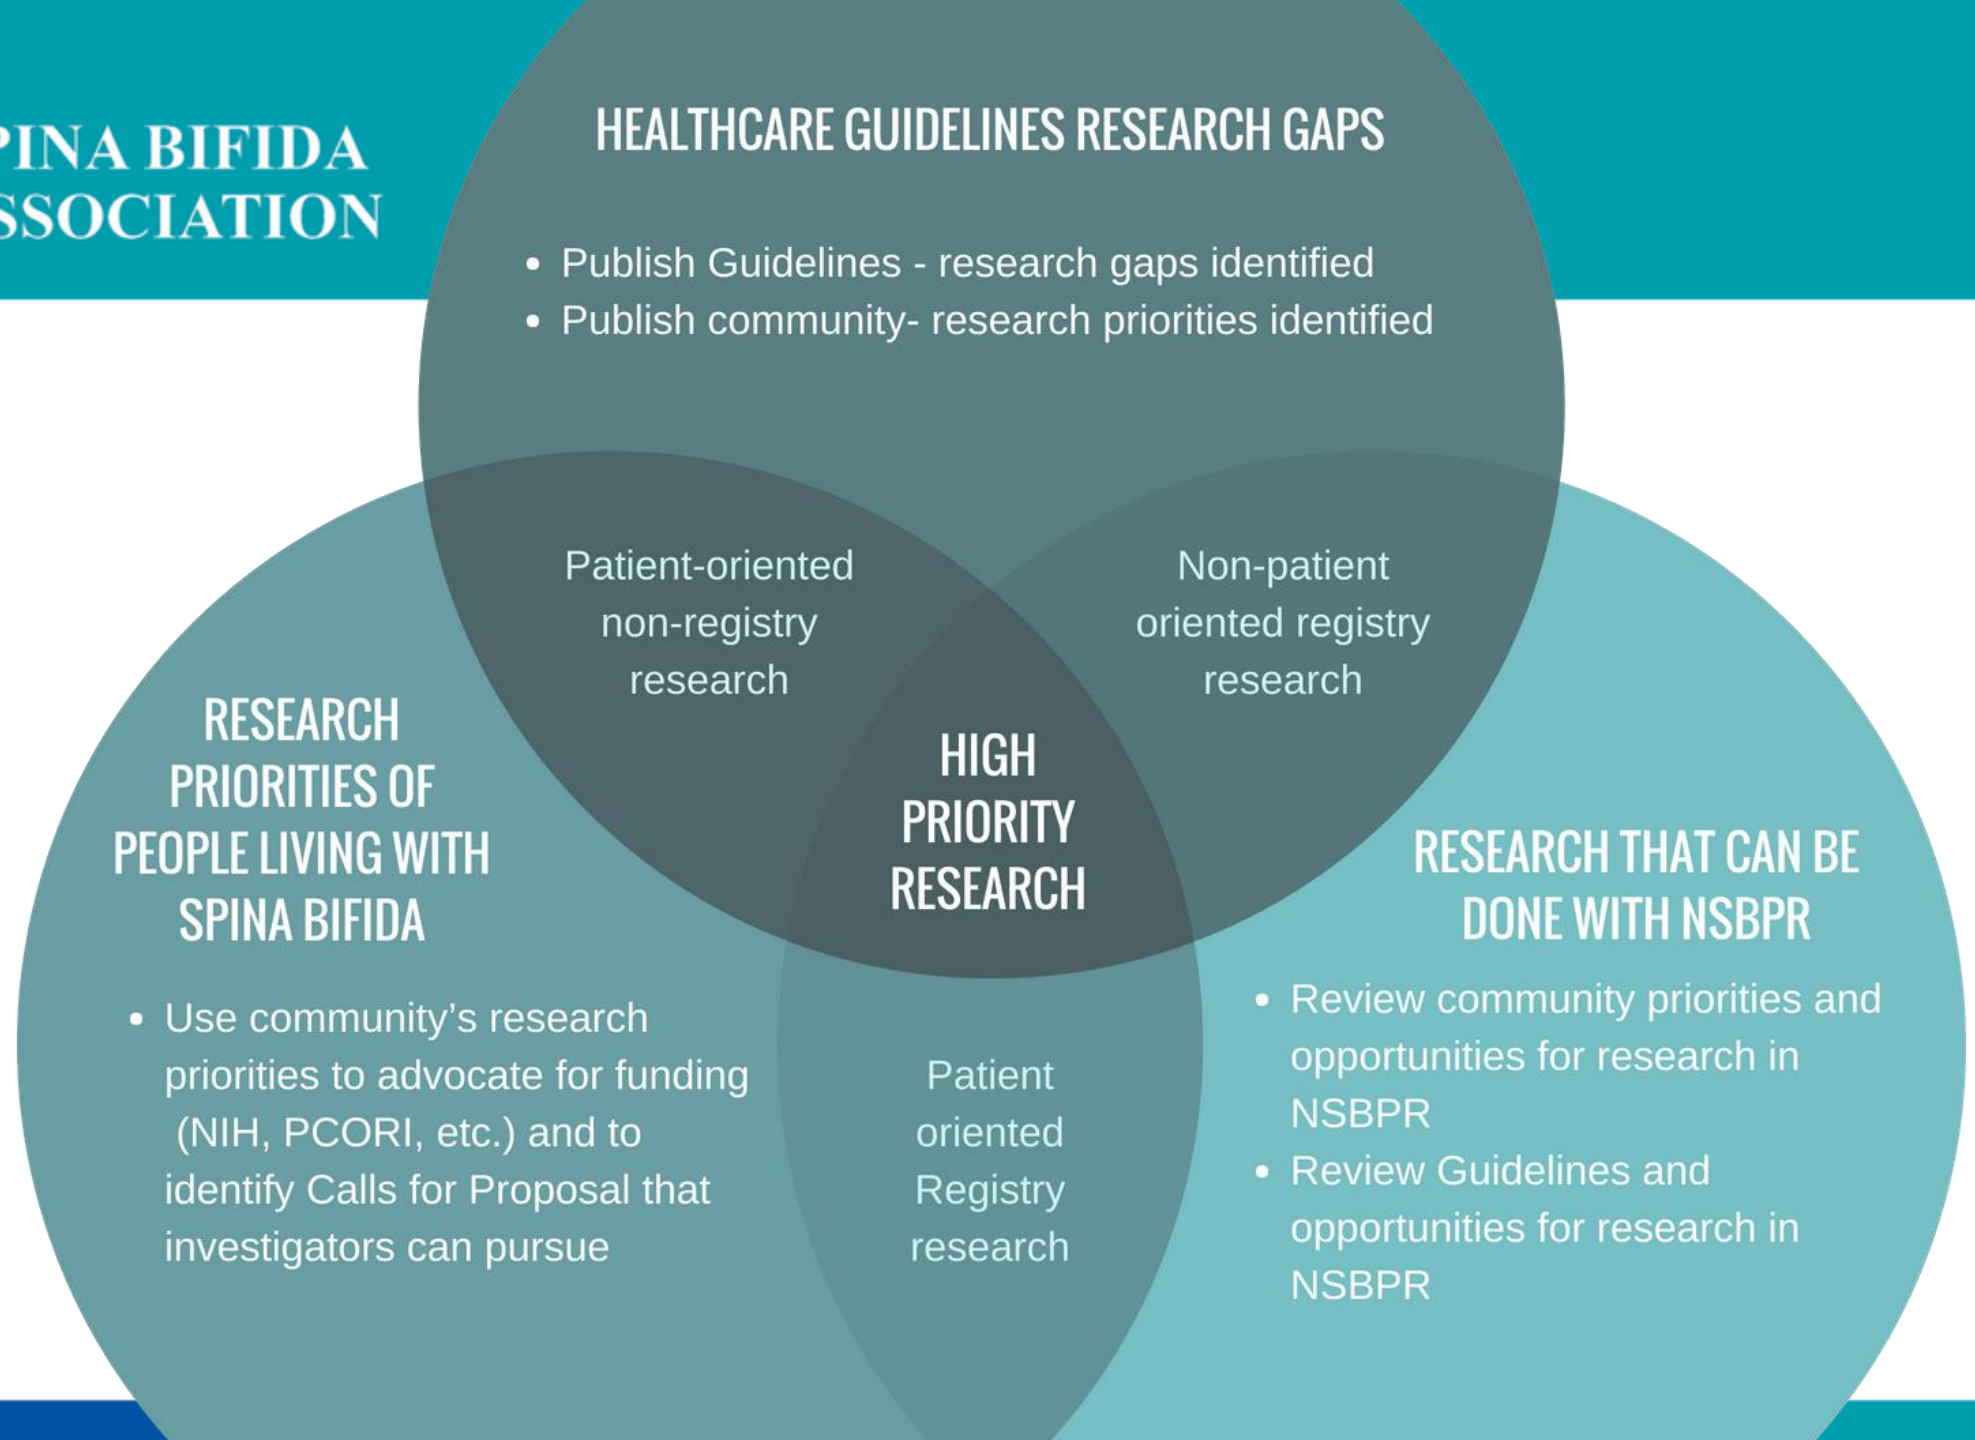 PINA BIFIDA
SSOCIATION
HEALTHCARE GUIDELINES RESEARCH GAPS
• Publish Guidelines - research gaps identified
• Publish community- research priorities identified
Patient-oriented
non-registry
research
Non-patient
oriented registry
research
HIGH
PRIORITY
RESEARCH
RESEARCH
PRIORITIES OF
PEOPLE LIVING WITH
SPINA BIFIDA
• Use community's research
priorities to advocate for funding
(NIH, PCORI, etc.) and to
identify Calls for Proposal that
investigators can pursue
Patient
oriented
Registry
research
RESEARCH THAT CAN BE
DONE WITH NSBPR
• Review community priorities and
opportunities for research in
NSBPR
• Review Guidelines and
opportunities for research in
NSBPR